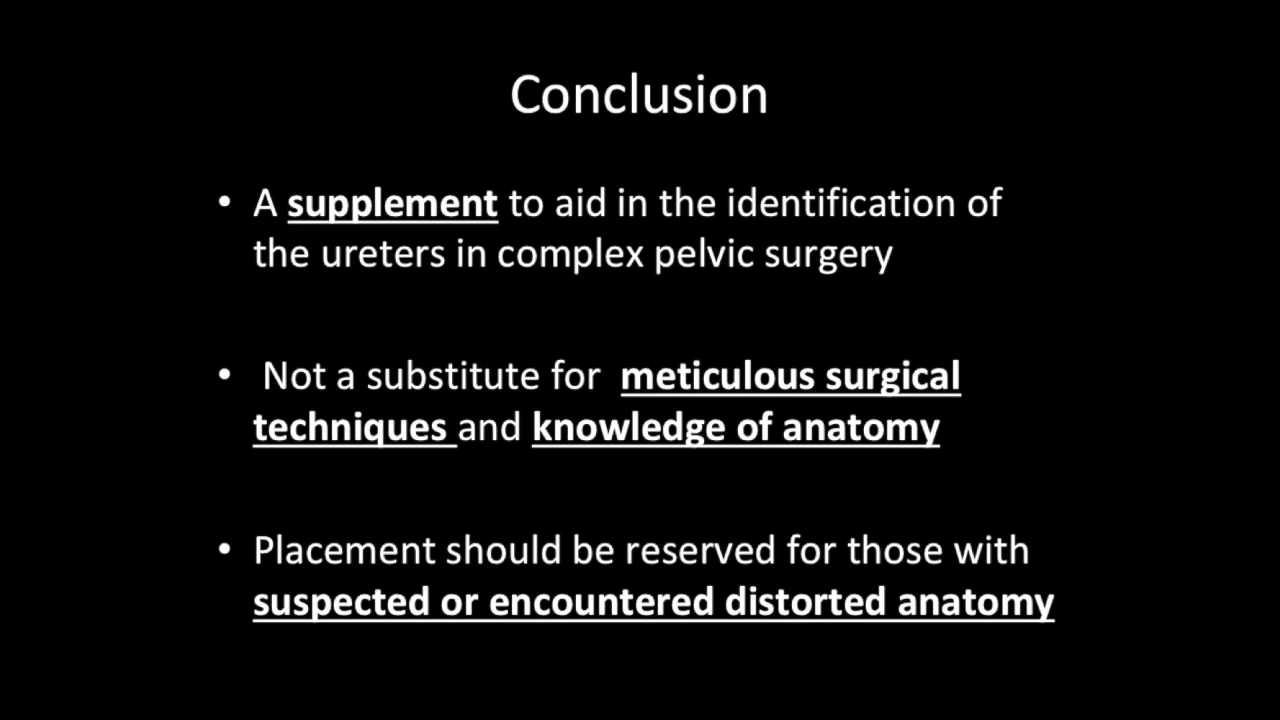 Conclusion
• A supplement to aid in the identification of
the ureters in complex pelvic surgery
• Not a substitute for meticulous surgical
techniques and knowledge of anatomy
• Placement should be reserved for those with
suspected or encountered distorted anatomy